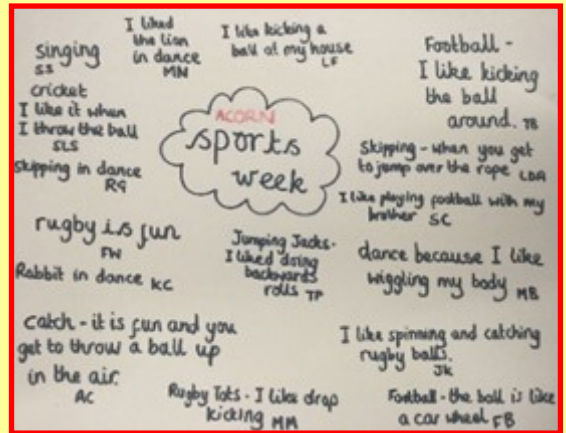 singing
SS
I liked
the lion
in dance
MN
I like kicking a
ball at my house
LF
Football -
I like kicking
the ball
around. TB
cricket
I like it when
I throw the ball
SLS
ACORN
sports
week
Skipping - when you get
to jump over the rope LDA
Skipping in dance
RG
I like playing football with my
brother SC
rugby is fun
FW
Jumping Jacks -
I liked doing
backwards
rolls TP
dance because I like
wiggling my body MB
Rabbit in dance KC
Catch - it is fun and you
get to throw a ball up
in the air.
AC
I like spinning and catching
rugby balls.
JK
Rugby Tots - I like drop
kicking MM
Football - the ball is like
a car wheel FB